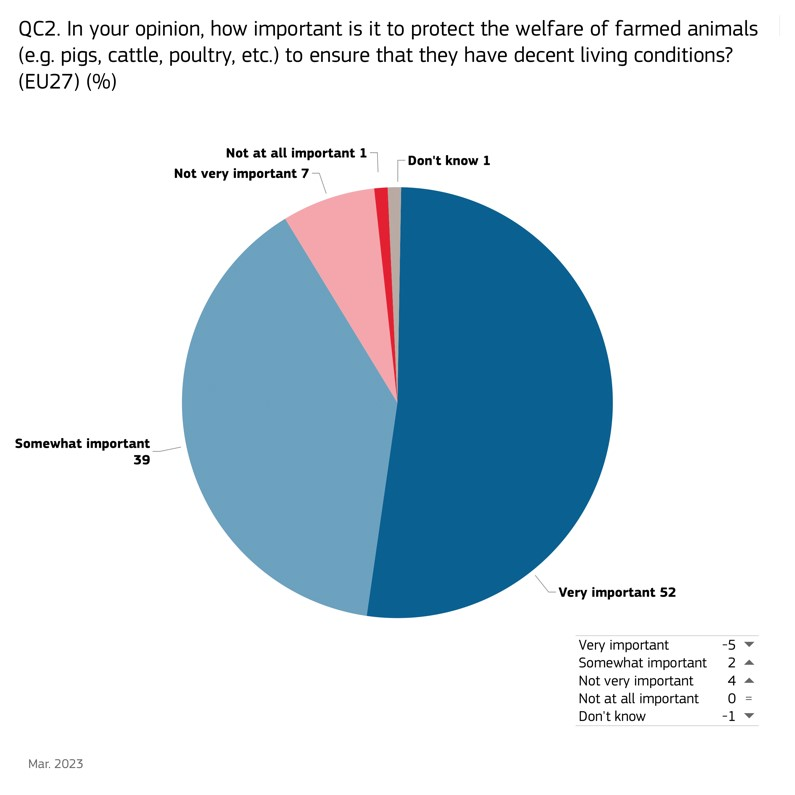 QC2. In your opinion, how important is it to protect the welfare of farmed animals
(e.g. pigs, cattle, poultry, etc.) to ensure that they have decent living conditions?
(EU27) (%)
Not at all important 1
Don't know 1
Not very important 7
Somewhat important
39
Very important 52
Very important -5 ▼
Somewhat important 2 ▲
Not very important 4 ▲
Not at all important 0 =
Don't know -1 ▼
Mar. 2023